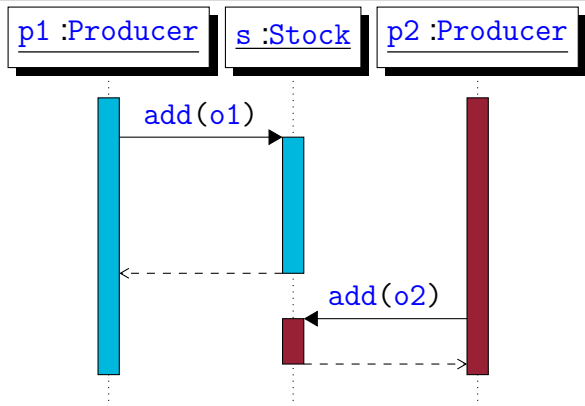 p1 :Producer
s :Stock
p2 :Producer
add(o1)
add(o2)